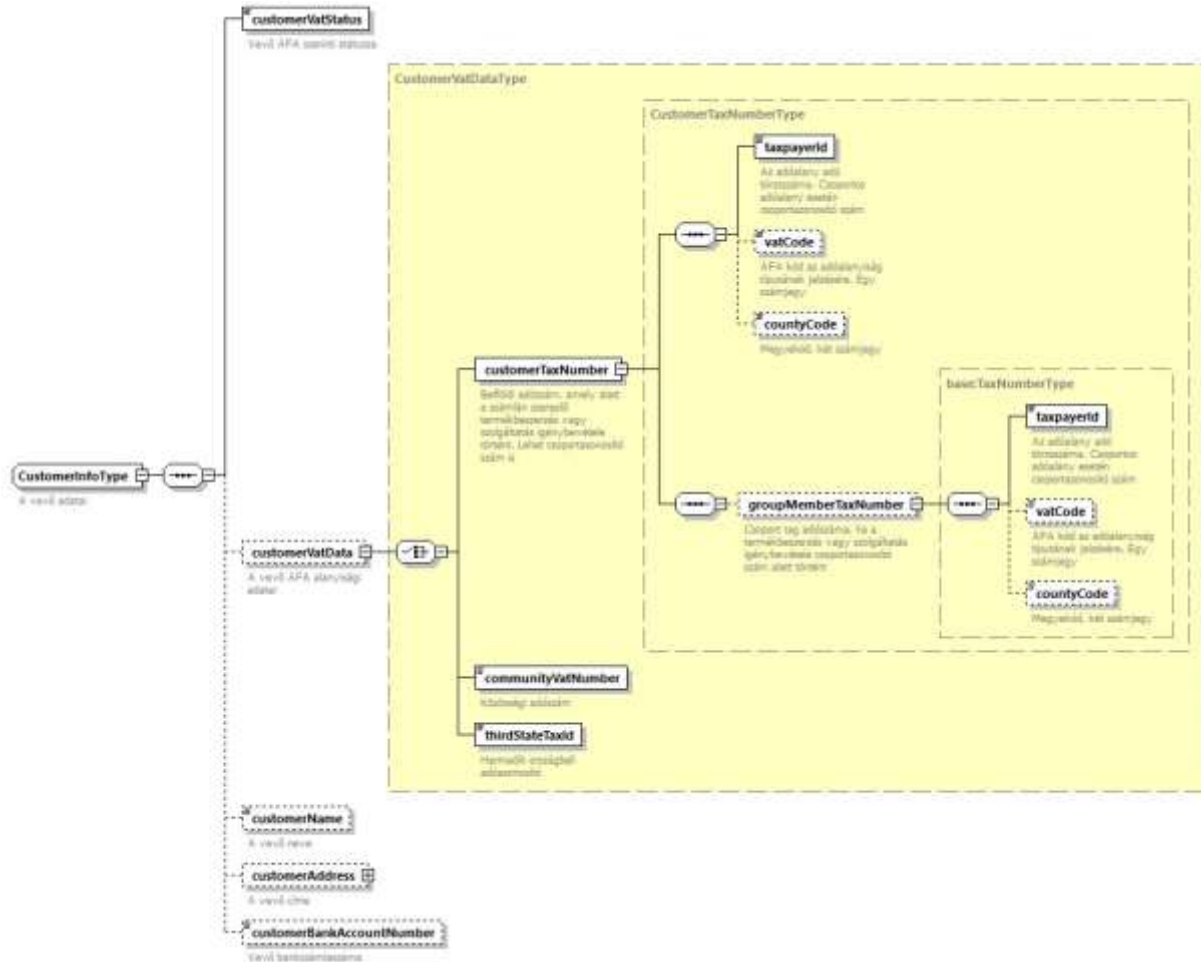 customerVatStatus
Vevő ÁFA szerinti státusza
CustomerVatDataType
CustomerTaxNumberType
taxpayerId
Az adóalany adó
törzsszáma. Csoportos
adóalany esetén
csoportazonosító szám
vatCode
ÁFA kód az adóalanyiság
típusának jelzésére. Egy
számjegy
countyCode
Megyekód, két számjegy
customerTaxNumber
Belföldi adószám, amely alatt
a számlán szereplő
termékbeszerzés vagy
szolgáltatás igénybevétele
történt. Lehet csoportazonosító
szám is
basicTaxNumberType
taxpayerId
Az adóalany adó
törzsszáma. Csoportos
adóalany esetén
csoportazonosító szám
CustomerInfoType
A vevő adatai
groupMemberTaxNumber
Csoport tag adószáma, ha a
termékbeszerzés vagy szolgáltatás
igénybevétele csoportazonosító
szám alatt történt
vatCode
ÁFA kód az adóalanyiság
típusának jelzésére. Egy
számjegy
customerVatData
A vevő ÁFA alanyisági
adatai
countyCode
Megyekód, két számjegy
communityVatNumber
Közösségi adószám
thirdStateTaxId
Harmadik országbeli
adóazonosító
customerName
A vevő neve
customerAddress
A vevő címe
customerBankAccountNumber
Vevő bankszámlaszáma